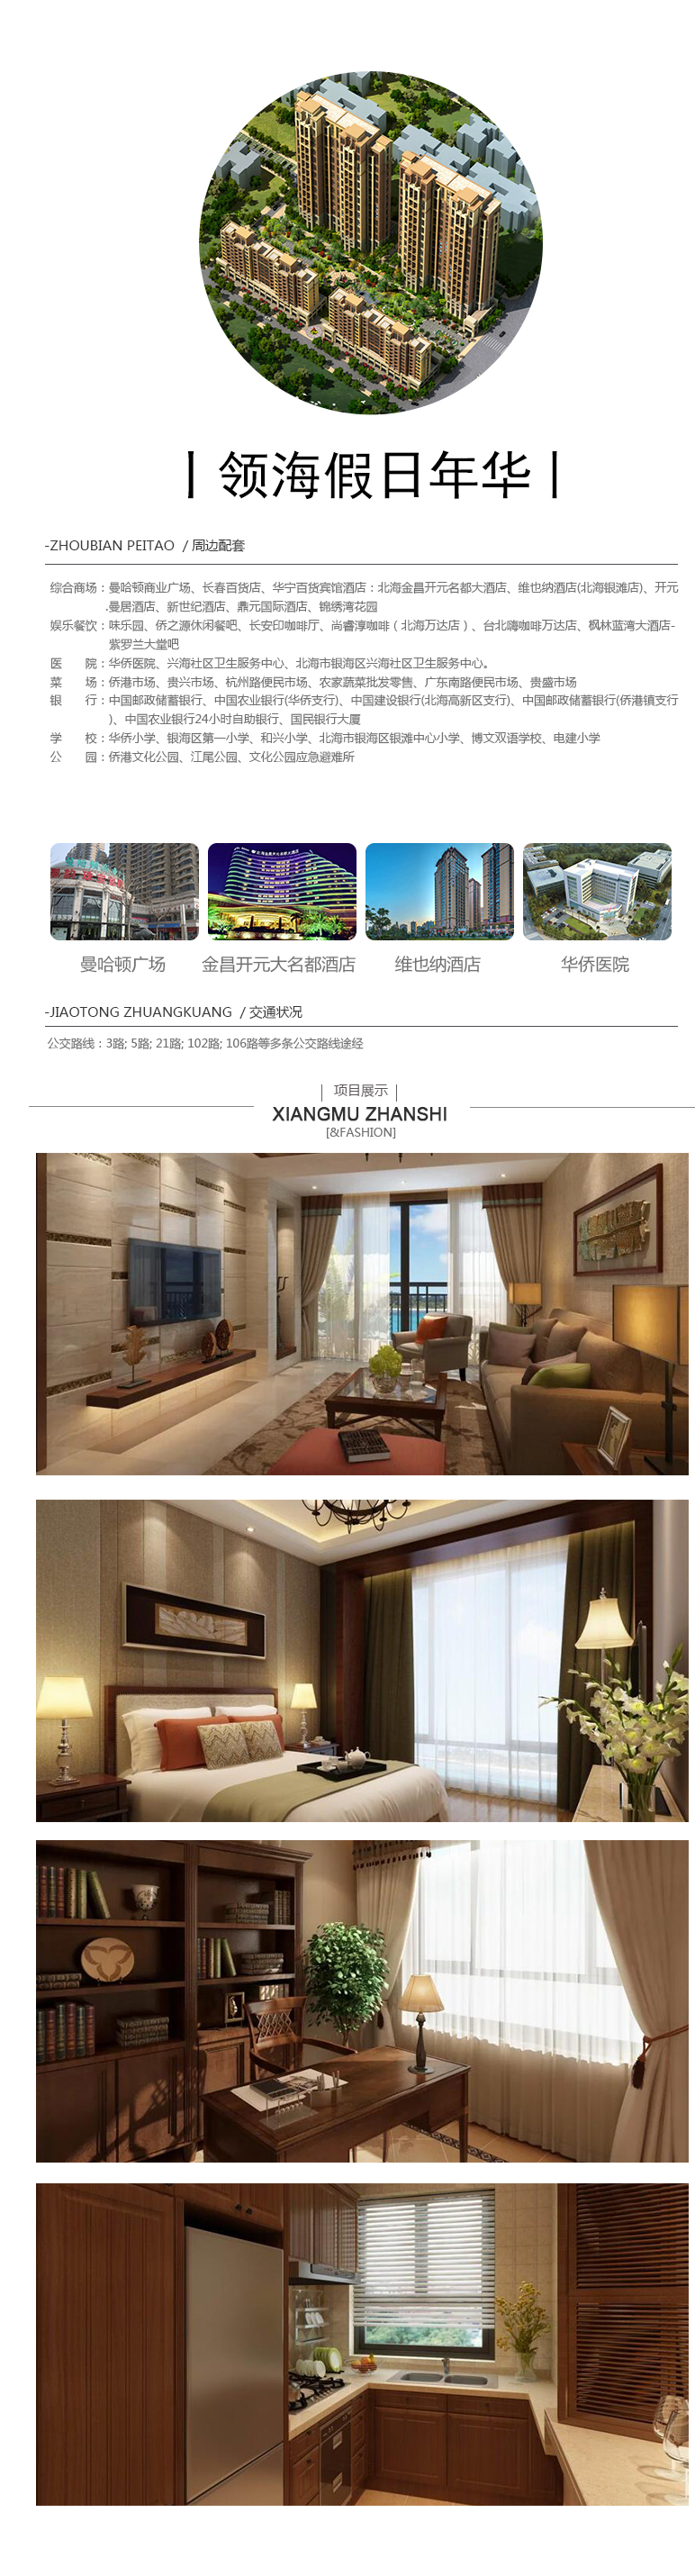 领海假日年华
-ZHOUBIAN PEITAO / 周边配套
综合商场：曼哈顿商业广场、长春百货店、华宁百货宾馆酒店：北海金昌开元名都大酒店、维也纳酒店(北海银滩店)、开元
.曼居酒店、新世纪酒店、鼎元国际酒店、锦绣湾花园
娱乐餐饮：味乐园、侨之源休闲餐吧、长安印咖啡厅、尚睿淳咖啡（北海万达店）、台北嗨咖啡万达店、枫林蓝湾大酒店-
紫罗兰大堂吧
医 院：华侨医院、兴海社区卫生服务中心、北海市银海区兴海社区卫生服务中心。
菜 场：侨港市场、贵兴市场、杭州路便民市场、农家蔬菜批发零售、广东南路便民市场、贵盛市场
银 行：中国邮政储蓄银行、中国农业银行(华侨支行)、中国建设银行(北海高新区支行)、中国邮政储蓄银行(侨港镇支行
)、中国农业银行24小时自助银行、国民银行大厦
学 校：华侨小学、银海区第一小学、和兴小学、北海市银海区银滩中心小学、博文双语学校、电建小学
公 园：侨港文化公园、江尾公园、文化公园应急避难所
曼哈顿广场 金昌开元大名都酒店 维也纳酒店 华侨医院
-JIAOTONG ZHUANGKUANG / 交通状况
公交路线：3路; 5路; 21路; 102路; 106路等多条公交路线途经
项目展示
XIANGMU ZHANSHI
[&FASHION]